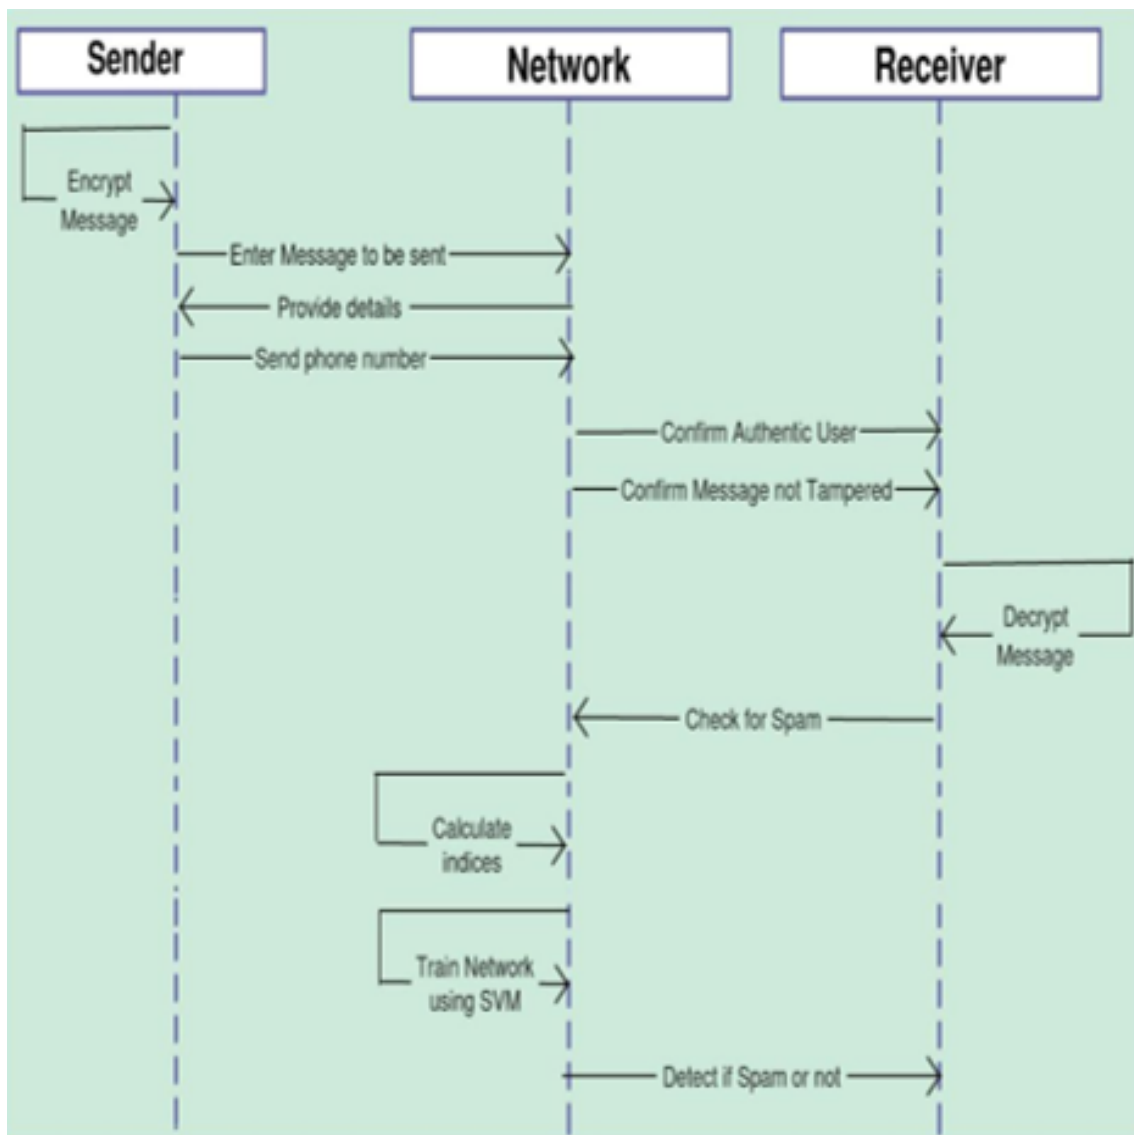 Sender
Network
Receiver
Encrypt
Message
Enter Message to be sent
Provide details
Send phone number
Confirm Authentic User
Confirm Message not Tampered
Decrypt
Message
Check for Spam
Calculate
indices
Train Network
using SVM
Detect if Spam or not